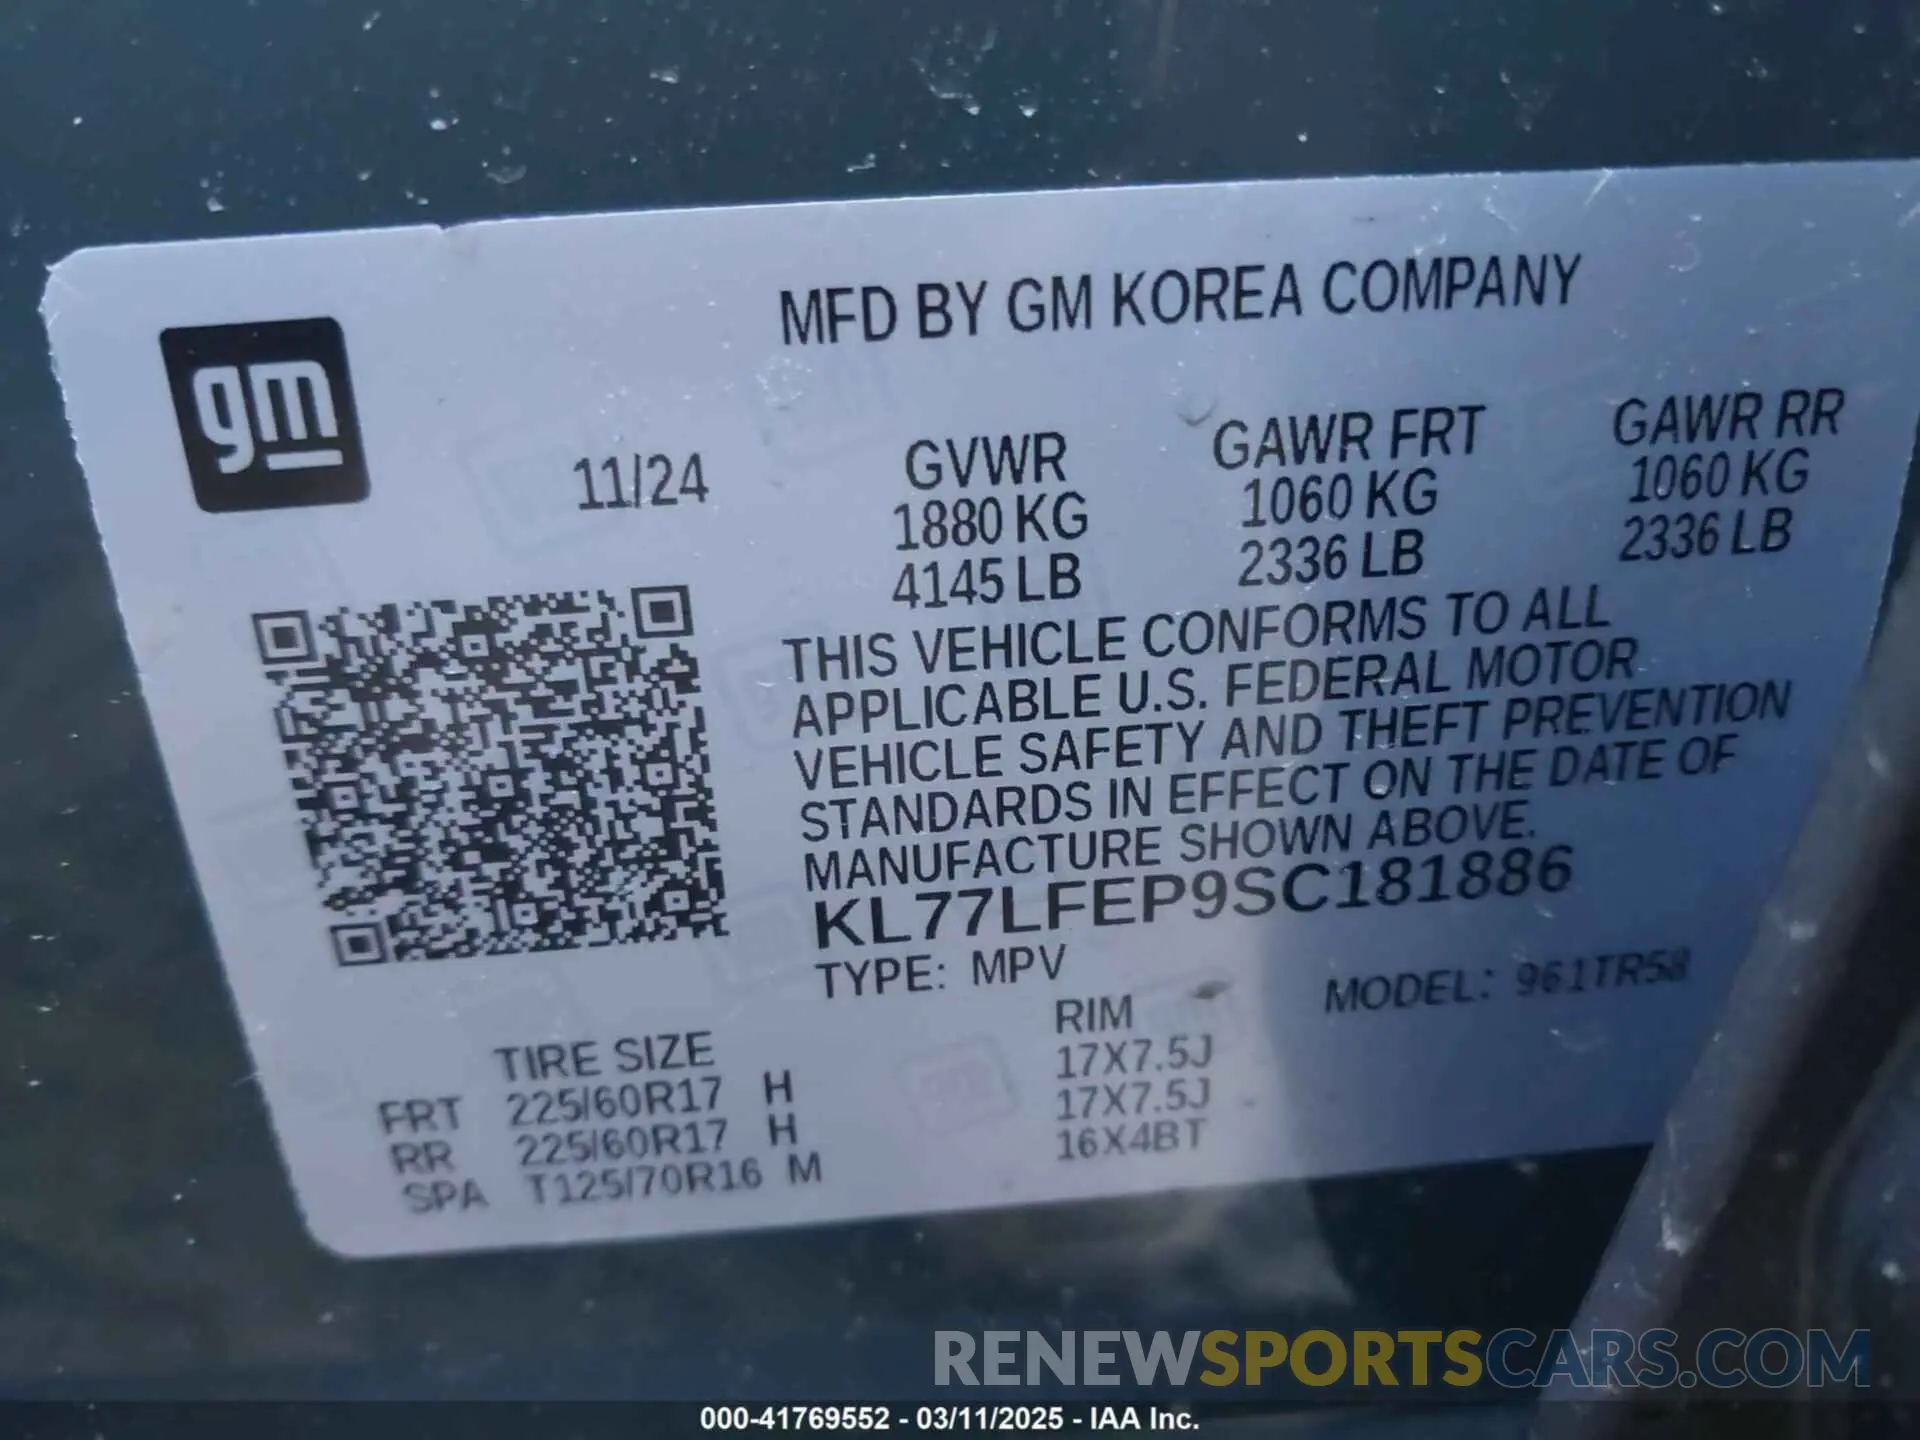 MFD BY GM KOREA COMPANY
gm
11/24
GVWR GAWR FRT GAWR RR
1880 KG 1060 KG 1060 KG
4145 LB 2336 LB 2336 LB
THIS VEHICLE CONFORMS TO ALL
APPLICABLE U.S. FEDERAL MOTOR
VEHICLE SAFETY AND THEFT PREVENTION
STANDARDS IN EFFECT ON THE DATE OF
MANUFACTURE SHOWN ABOVE.
KL77LFEP9SC181886
TYPE: MPV MODEL: 961TR58
TIRE SIZE RIM
FRT 225/60R17 H 17X7.5J
RR 225/60R17 H 17X7.5J
SPA T125/70R16 M 16X4BT
RENEWSPORTSCARS.COM
000-41769552 - 03/11/2025 - IAA Inc.